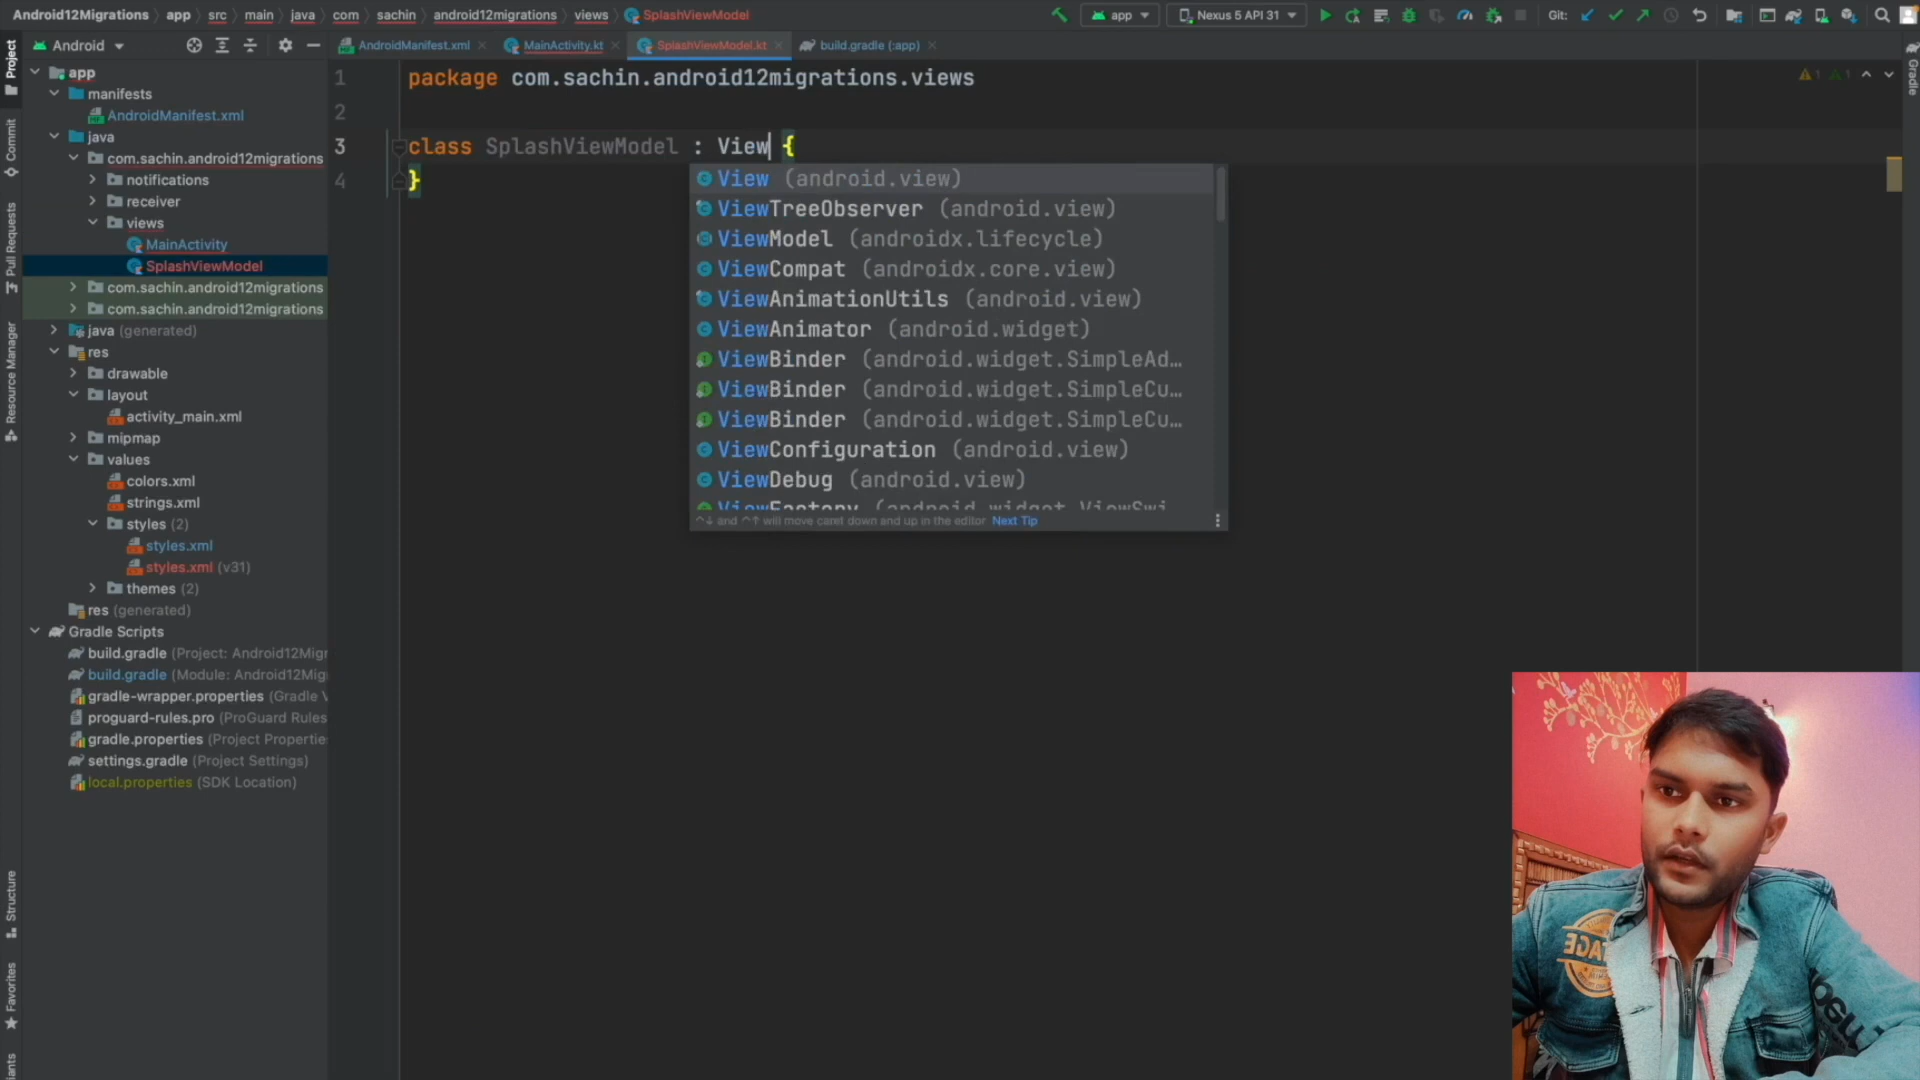 Android12Migrations app src main java com sachin android12migrations views SplashViewModel
app Nexus 5 API 31 Git:
Android
AndroidManifest.xml MainActivity.kt SplashViewModel.kt build.gradle (:app)
Project
Commit
Pull Requests
Resource Manager
Structure
Favorites
Gradle
app
manifests
AndroidManifest.xml
java
com.sachin.android12migrations
notifications
receiver
views
MainActivity
SplashViewModel
com.sachin.android12migrations
com.sachin.android12migrations
java (generated)
res
drawable
layout
activity_main.xml
mipmap
values
colors.xml
strings.xml
styles (2)
styles.xml
styles.xml (v31)
themes (2)
res (generated)
Gradle Scripts
build.gradle (Project: Android12Migr
build.gradle (Module: Android12Mig
gradle-wrapper.properties (Gradle V
proguard-rules.pro (ProGuard Rules
gradle.properties (Project Propertie
settings.gradle (Project Settings)
local.properties (SDK Location)
1 package com.sachin.android12migrations.views
2
3 class SplashViewModel : View {
4 }
1 1
View (android.view)
ViewTreeObserver (android.view)
ViewModel (androidx.lifecycle)
ViewCompat (androidx.core.view)
ViewAnimationUtils (android.view)
ViewAnimator (android.widget)
ViewBinder (android.widget.SimpleAd…
ViewBinder (android.widget.SimpleCu…
ViewBinder (android.widget.SimpleCu…
ViewConfiguration (android.view)
ViewDebug (android.view)
ViewFactory (android.widget.ViewSwi
^↓ and ^↑ will move caret down and up in the editor Next Tip